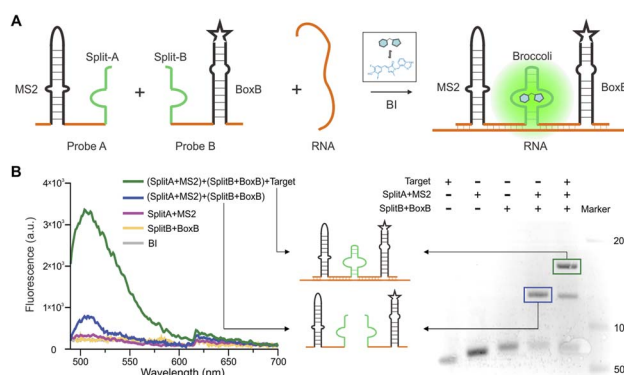 A
Split-A
Split-B
MS2
BoxB
Probe A
Probe B
RNA
BI
MS2
Broccoli
BoxB
RNA
B
(SplitA+MS2)+(SplitB+BoxB)+Target
(SplitA+MS2)+(SplitB+BoxB)
SplitA+MS2
SplitB+BoxB
BI
Fluorescence (a.u.)
4×10³
3×10³
2×10³
1×10³
0
500 550 600 650 700
Wavelength (nm)
Target + - - - +
SplitA+MS2 - + - + +
SplitB+BoxB - - + + + Marker
20
10
50